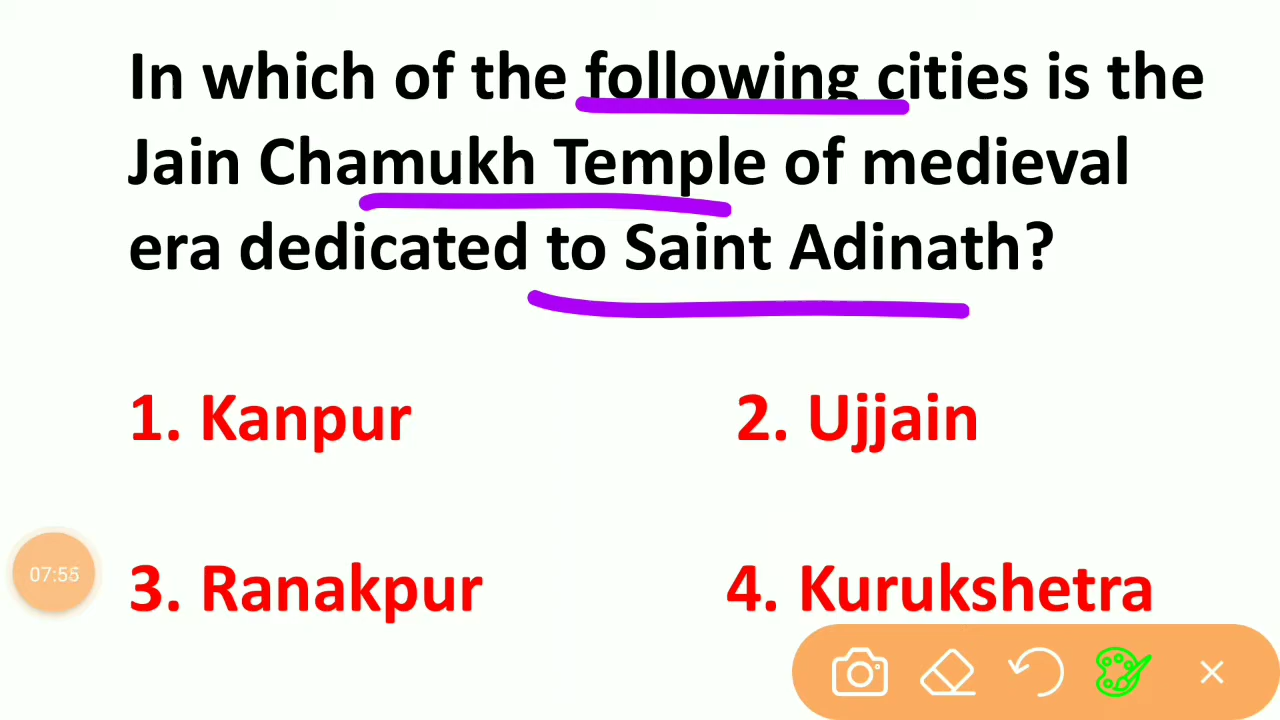 In which of the following cities is the
Jain Chamukh Temple of medieval
era dedicated to Saint Adinath?
1. Kanpur 2. Ujjain
3. Ranakpur 4. Kurukshetra
07:55